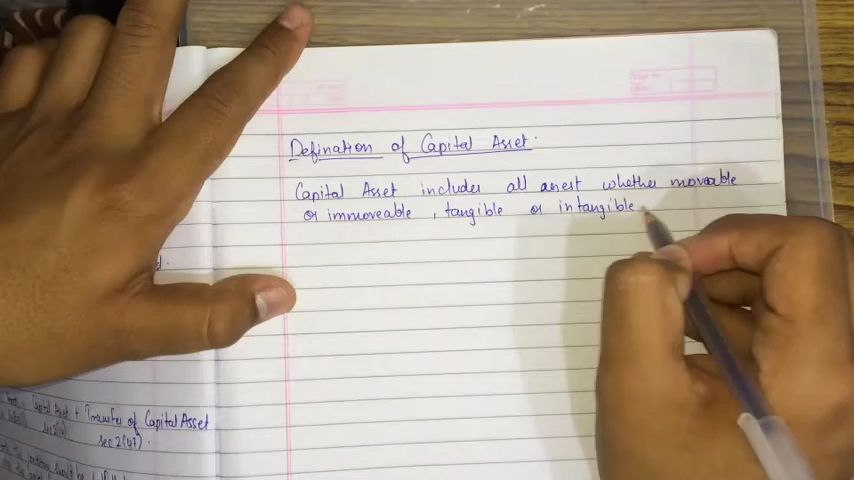 Defination of Capital Asset.
Capital Asset includes all anest whether moveable
or immoveable , tangible or intangible
d.
Capital Asset + Transfer of Capital Asset
sec 2(47).